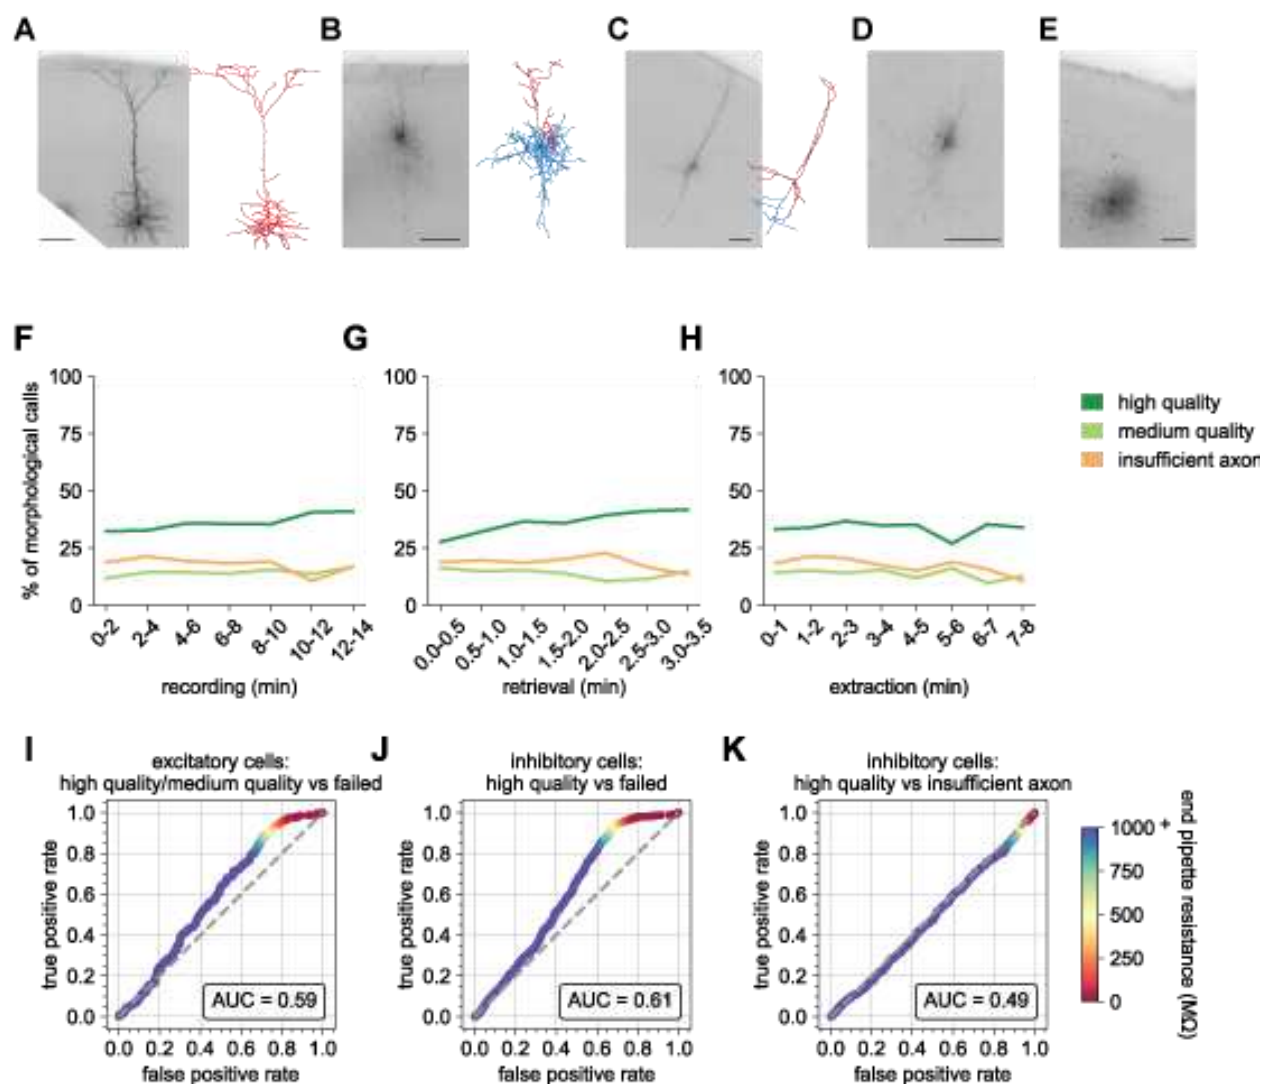 A B C D E
F G H
% of morphological calls
100 75 50 25 0
0-2 2-4 4-6 6-8 8-10 10-12 12-14
recording (min)
100 75 50 25 0
0.0-0.5 0.5-1.0 1.0-1.5 1.5-2.0 2.0-2.5 2.5-3.0 3.0-3.5
retrieval (min)
100 75 50 25 0
0-1 1-2 2-3 3-4 4-5 5-6 6-7 7-8
extraction (min)
high quality
medium quality
insufficient axon
I
excitatory cells:
high quality/medium quality vs failed
true positive rate
1.0 0.8 0.6 0.4 0.2 0.0
AUC = 0.59
0.0 0.2 0.4 0.6 0.8 1.0
false positive rate
J
inhibitory cells:
high quality vs failed
true positive rate
1.0 0.8 0.6 0.4 0.2 0.0
AUC = 0.61
0.0 0.2 0.4 0.6 0.8 1.0
false positive rate
K
inhibitory cells:
high quality vs insufficient axon
true positive rate
1.0 0.8 0.6 0.4 0.2 0.0
AUC = 0.49
0.0 0.2 0.4 0.6 0.8 1.0
false positive rate
1000 +
750
500
250
0
end pipette resistance (MΩ)